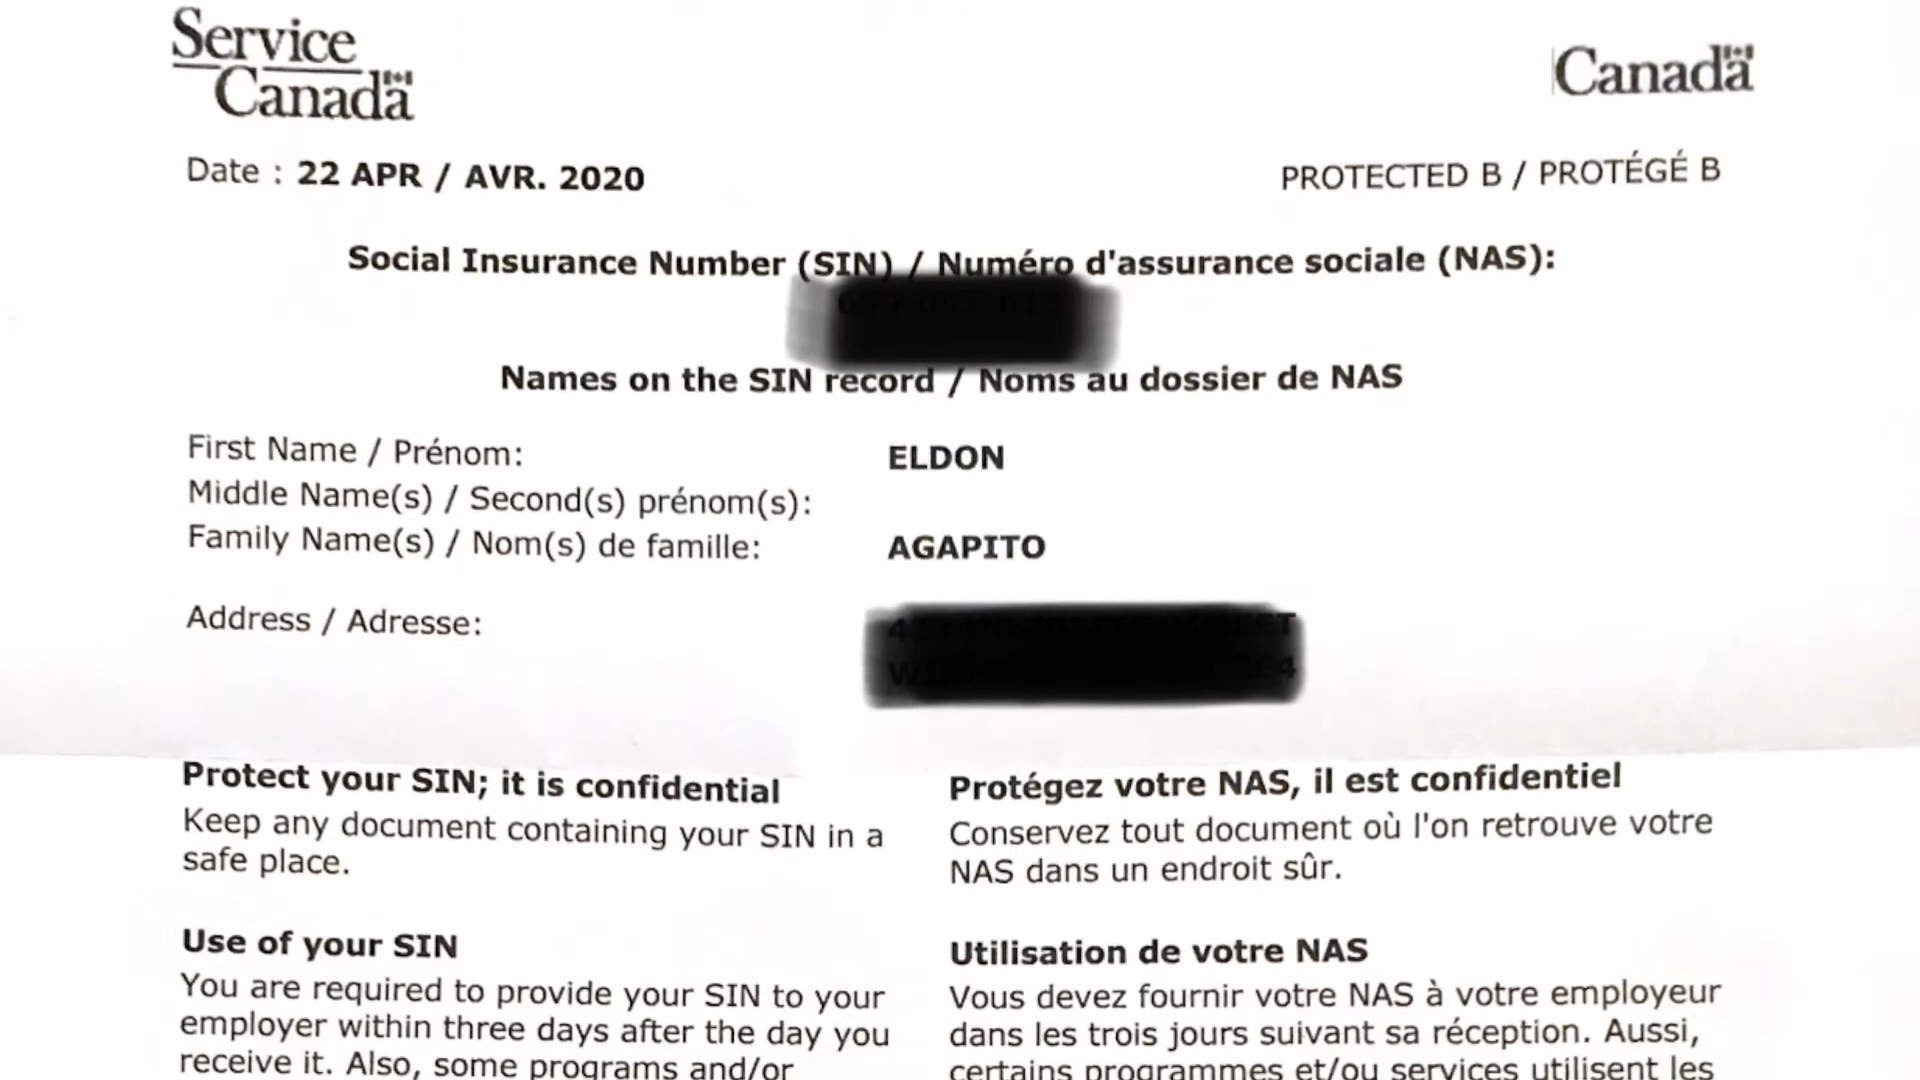 Service
Canada
Canada
Date : 22 APR / AVR. 2020
PROTECTED B / PROTÉGÉ B
Social Insurance Number (SIN) / Numéro d'assurance sociale (NAS):
Names on the SIN record / Noms au dossier de NAS
First Name / Prénom: ELDON
Middle Name(s) / Second(s) prénom(s):
Family Name(s) / Nom(s) de famille: AGAPITO
Address / Adresse:
Protect your SIN; it is confidential
Keep any document containing your SIN in a
safe place.
Use of your SIN
You are required to provide your SIN to your
employer within three days after the day you
receive it. Also, some programs and/or
Protégez votre NAS, il est confidentiel
Conservez tout document où l'on retrouve votre
NAS dans un endroit sûr.
Utilisation de votre NAS
Vous devez fournir votre NAS à votre employeur
dans les trois jours suivant sa réception. Aussi,
certains programmes et/ou services utilisent les